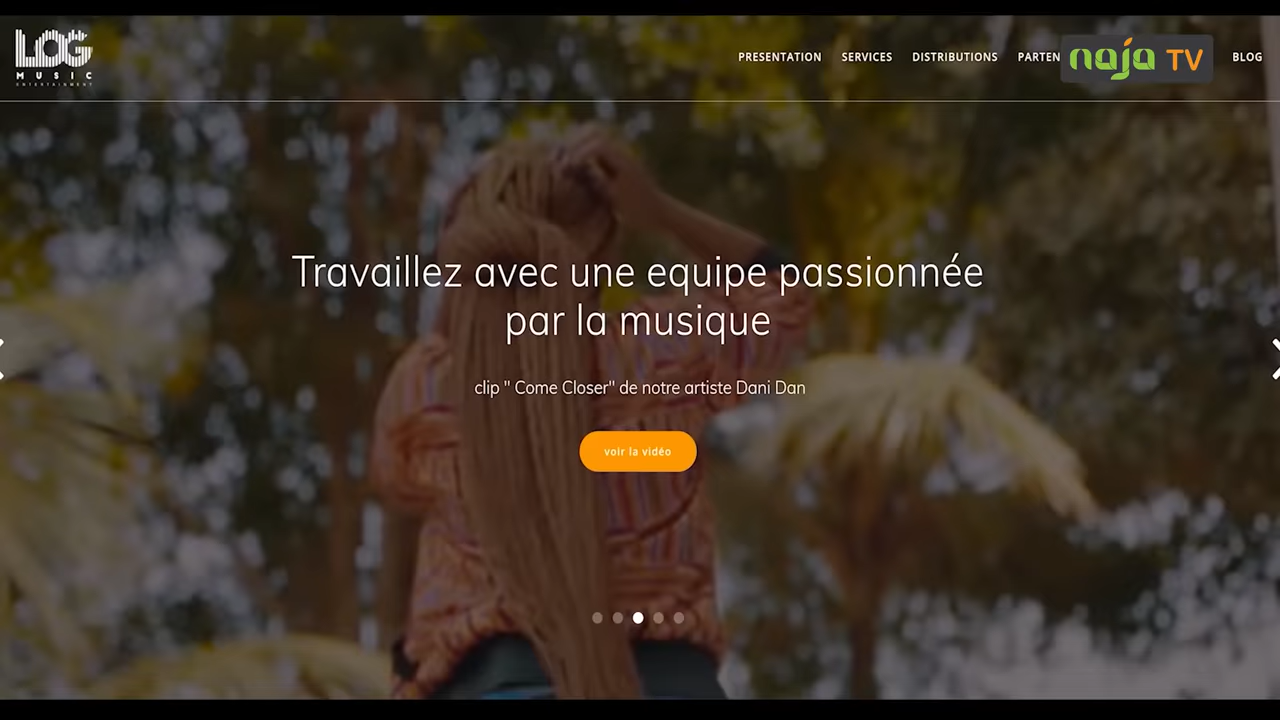 LOG
MUSIC
ENTERTAINMENT
PRESENTATION SERVICES DISTRIBUTIONS PARTEN
naja TV
BLOG
Travaillez avec une equipe passionnée
par la musique
clip " Come Closer" de notre artiste Dani Dan
voir la vidéo